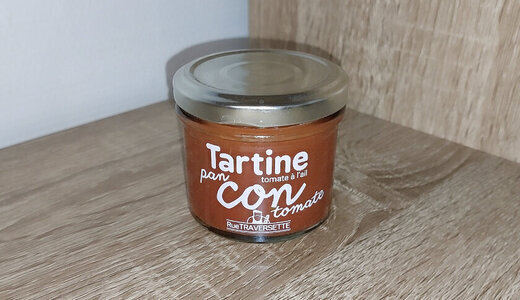 Tartine
tomate à l'ail
pan
con
tomate
RueTRAVERSETTE